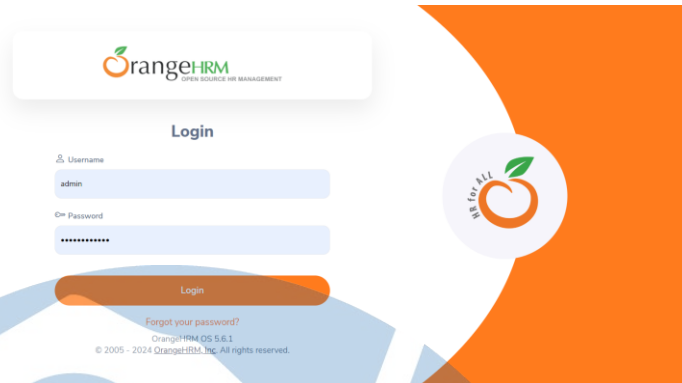 OrangeHRM
OPEN SOURCE HR MANAGEMENT
Login
Username
admin
Password
••••••••••••
Login
Forgot your password?
OrangeHRM OS 5.6.1
© 2005 - 2024 OrangeHRM, Inc. All rights reserved.
HR for ALL